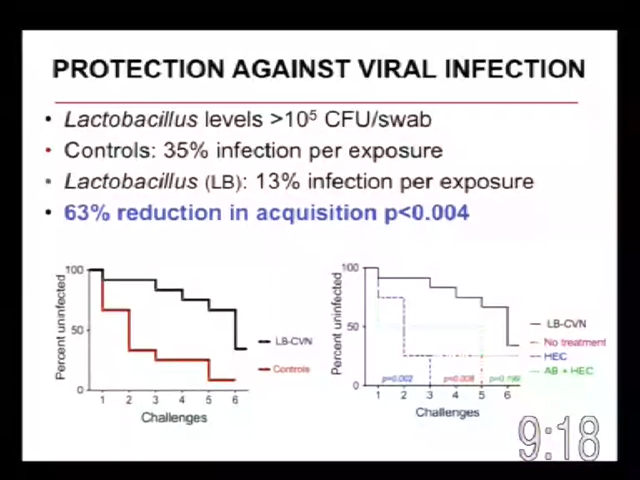 PROTECTION AGAINST VIRAL INFECTION
• Lactobacillus levels >10⁵ CFU/swab
• Controls: 35% infection per exposure
• Lactobacillus (LB): 13% infection per exposure
• 63% reduction in acquisition p<0.004
Percent uninfected
100
50
0
1 2 3 4 5 6
Challenges
LB-CVN
Controls
Percent uninfected
100
50
0
p=0.002 p=0.008 p=0.199
1 2 3 4 5 6
Challenges
LB-CVN
No treatment
HEC
AB + HEC
9:18